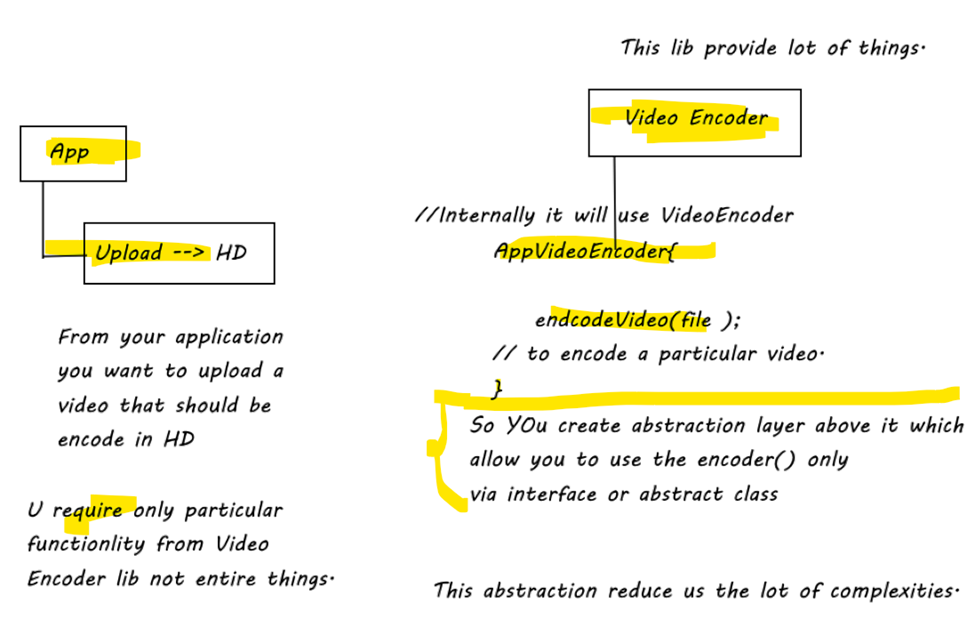 This lib provide lot of things.
Video Encoder
App
//Internally it will use VideoEncoder
Upload --> HD
AppVideoEncoder{
endcodeVideo(file );
// to encode a particular video.
}
From your application
you want to upload a
video that should be
encode in HD
So YOu create abstraction layer above it which
allow you to use the encoder() only
via interface or abstract class
U require only particular
functionlity from Video
Encoder lib not entire things.
This abstraction reduce us the lot of complexities.